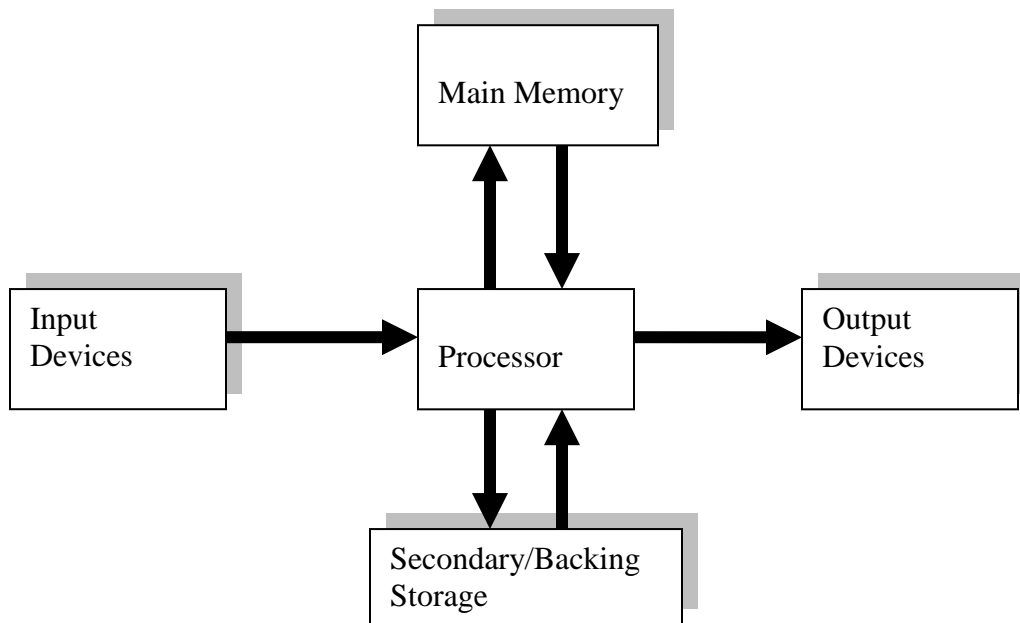 Main Memory
Input
Devices
Processor
Output
Devices
Secondary/Backing
Storage